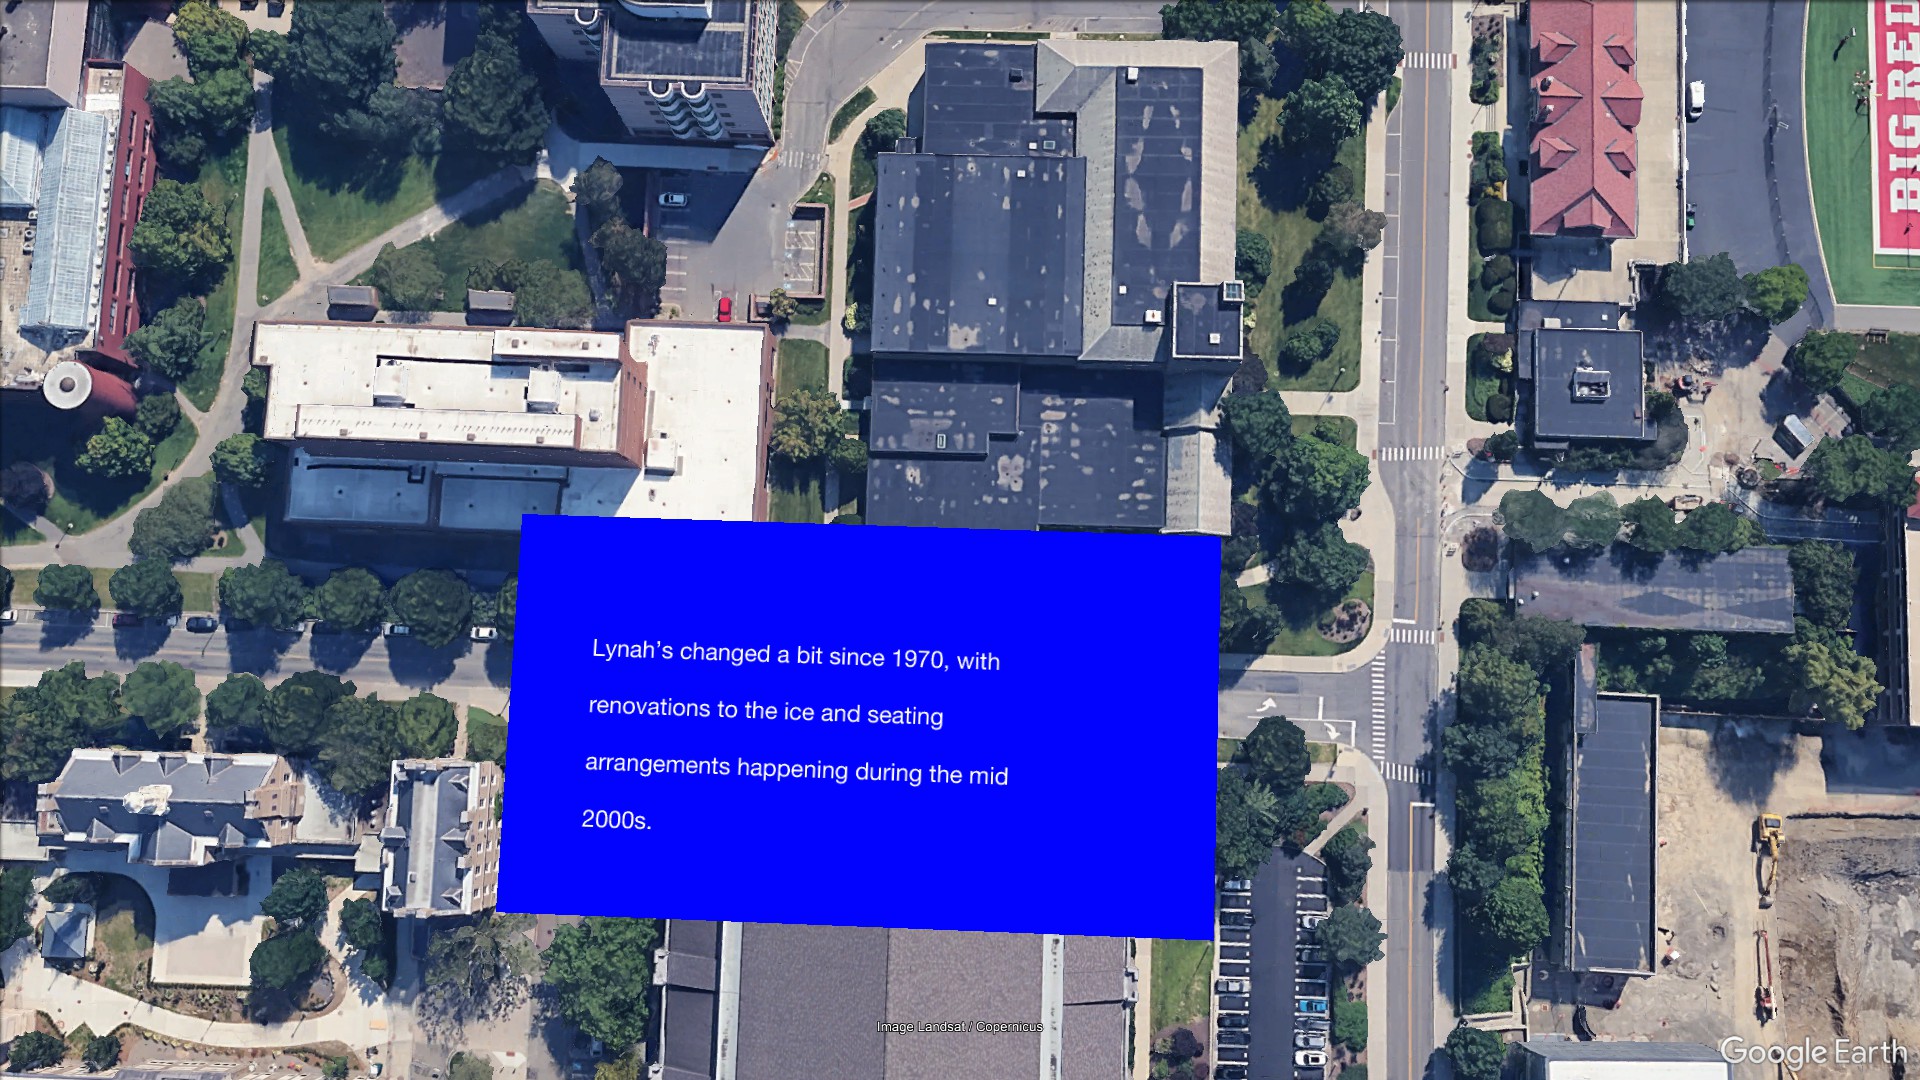 BIG RED
Lynah's changed a bit since 1970, with
renovations to the ice and seating
arrangements happening during the mid
2000s.
Image Landsat / Copernicus
Google Earth